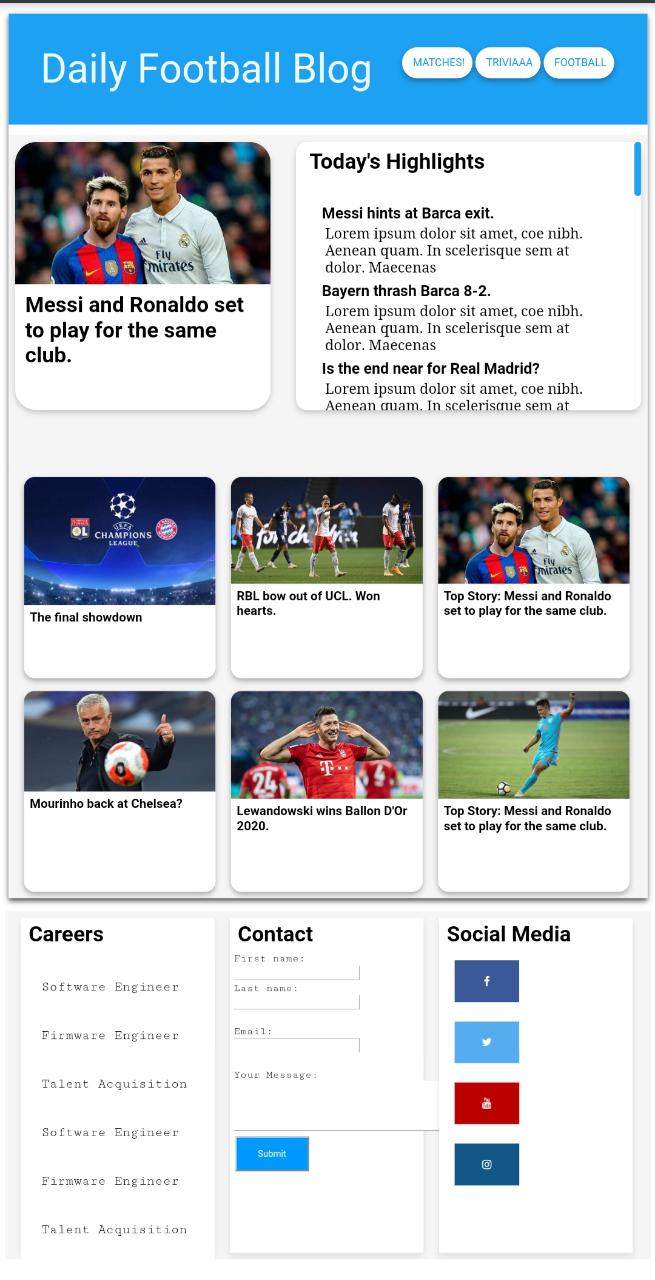 Daily Football Blog
MATCHES!
TRIVIAAA
FOOTBALL
Fly
Emirates
Messi and Ronaldo set
to play for the same
club.
Today's Highlights
Messi hints at Barca exit.
Lorem ipsum dolor sit amet, coe nibh.
Aenean quam. In scelerisque sem at
dolor. Maecenas
Bayern thrash Barca 8-2.
Lorem ipsum dolor sit amet, coe nibh.
Aenean quam. In scelerisque sem at
dolor. Maecenas
Is the end near for Real Madrid?
Lorem ipsum dolor sit amet, coe nibh.
Aenean quam. In scelerisque sem at
OL
UEFA
CHAMPIONS
LEAGUE
The final showdown
RBL bow out of UCL. Won
hearts.
Top Story: Messi and Ronaldo
set to play for the same club.
Mourinho back at Chelsea?
24
T
Lewandowski wins Ballon D'Or
2020.
Top Story: Messi and Ronaldo
set to play for the same club.
Careers
Software Engineer
Firmware Engineer
Talent Acquisition
Software Engineer
Firmware Engineer
Talent Acquisition
Contact
First name:
Last name:
Email:
Your Message:
Submit
Social Media